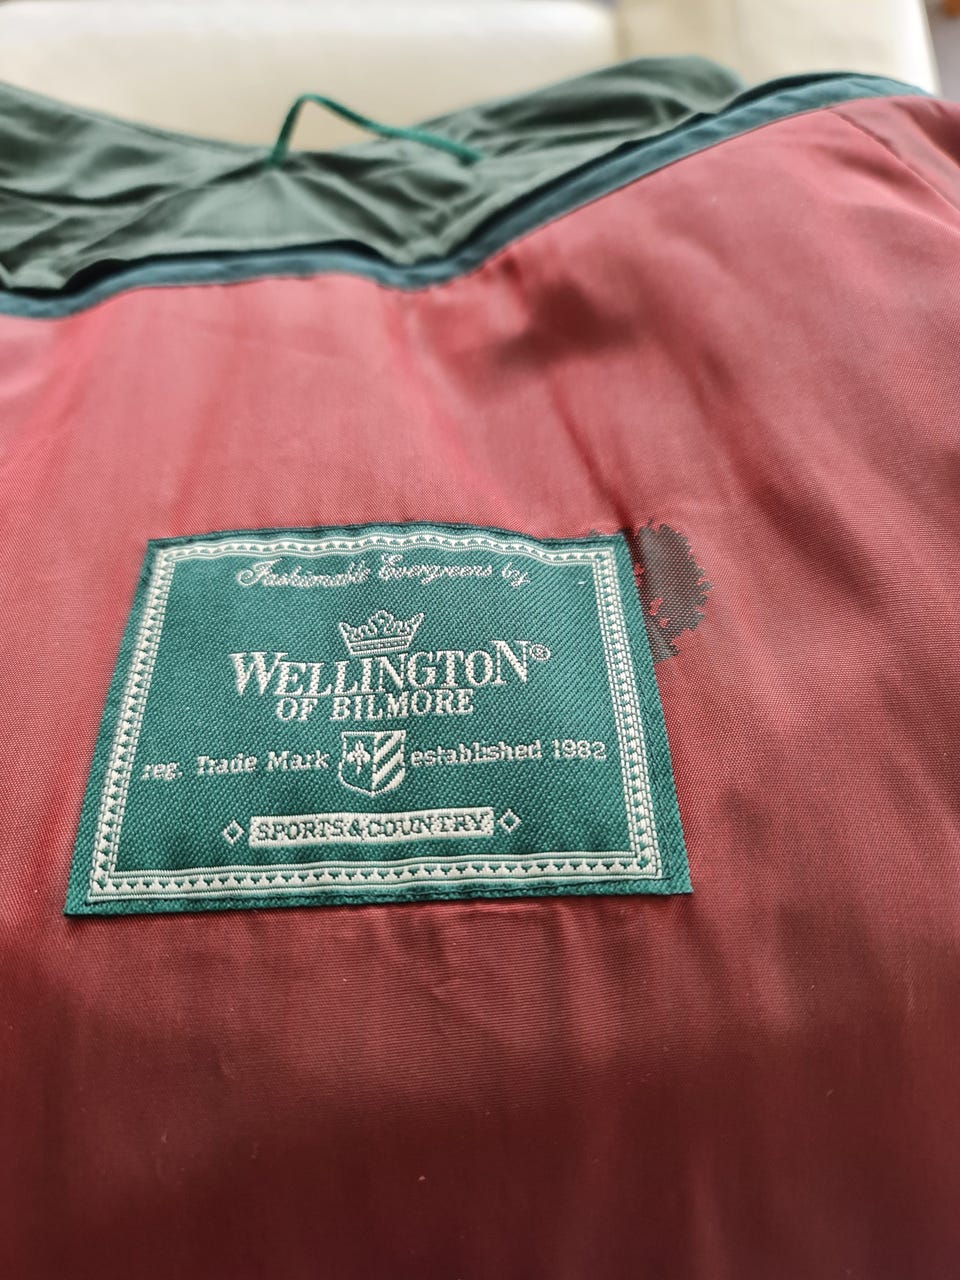 Fashionable Evergreens by
WELLINGTON®
OF BILMORE
reg. Trade Mark established 1982
SPORTS & COUNTRY